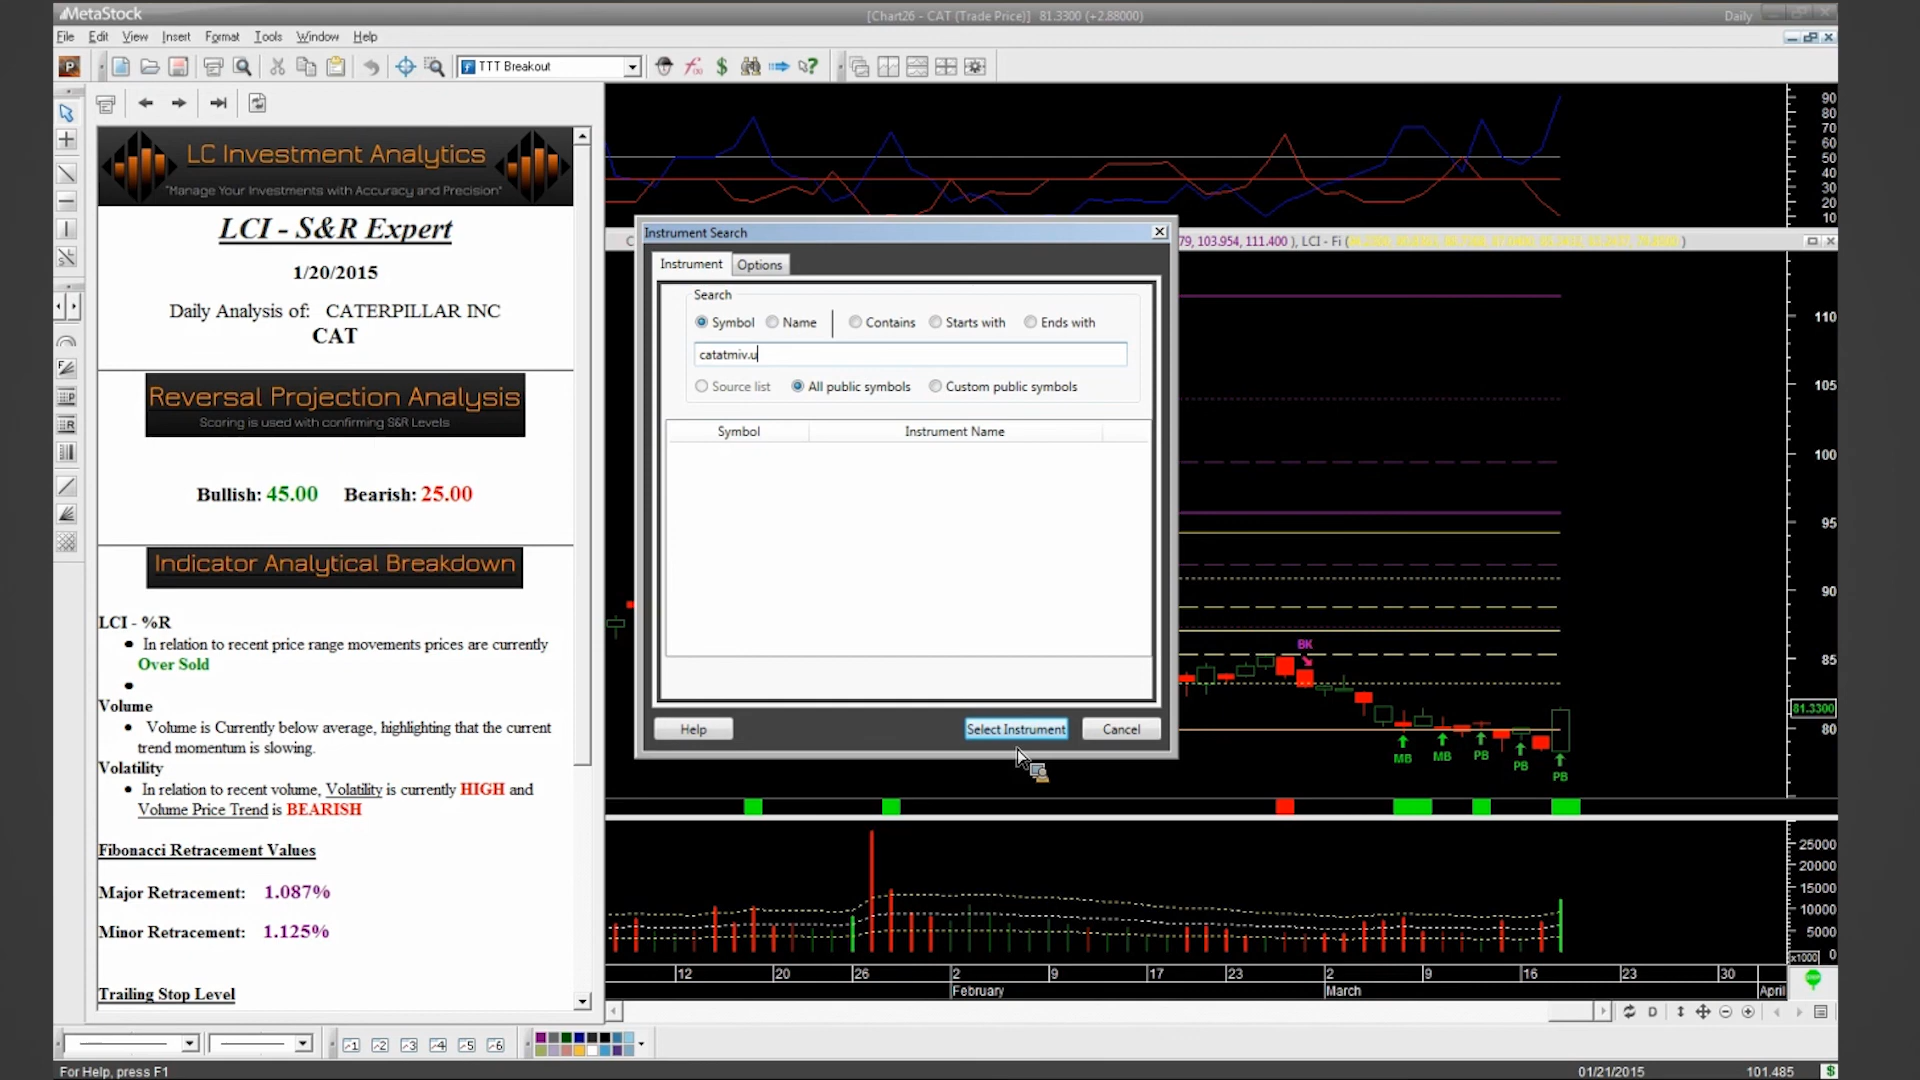 MetaStock
[Chart26 - CAT (Trade Price)] 81.3300 (+2.88000)
Daily
File Edit View Insert Format Tools Window Help
TTT Breakout
LC Investment Analytics
"Manage Your Investments with Accuracy and Precision"
LCI - S&R Expert
1/20/2015
Daily Analysis of: CATERPILLAR INC
CAT
Reversal Projection Analysis
Scoring is used with confirming S&R Levels
Bullish: 45.00 Bearish: 25.00
Indicator Analytical Breakdown
LCI - %R
In relation to recent price range movements prices are currently
Over Sold
Volume
Volume is Currently below average, highlighting that the current
trend momentum is slowing.
Volatility
In relation to recent volume, Volatility is currently HIGH and
Volume Price Trend is BEARISH
Fibonacci Retracement Values
Major Retracement: 1.087%
Minor Retracement: 1.125%
Trailing Stop Level
Instrument Search
Instrument Options
Search
Symbol Name Contains Starts with Ends with
catatmiv.u
Source list All public symbols Custom public symbols
Symbol Instrument Name
Help Select Instrument Cancel
90
80
70
60
50
40
30
20
10
79, 103.954, 111.400 ), LCI - Fi (
110
105
100
95
90
85
81.3300
80
BK
MB MB PB PB PB
25000
20000
15000
10000
5000
0
x1000
12 20 26 2 9 17 23 2 9 16 23 30
February March April
D
1 2 3 4 5 6
For Help, press F1
01/21/2015 101.485